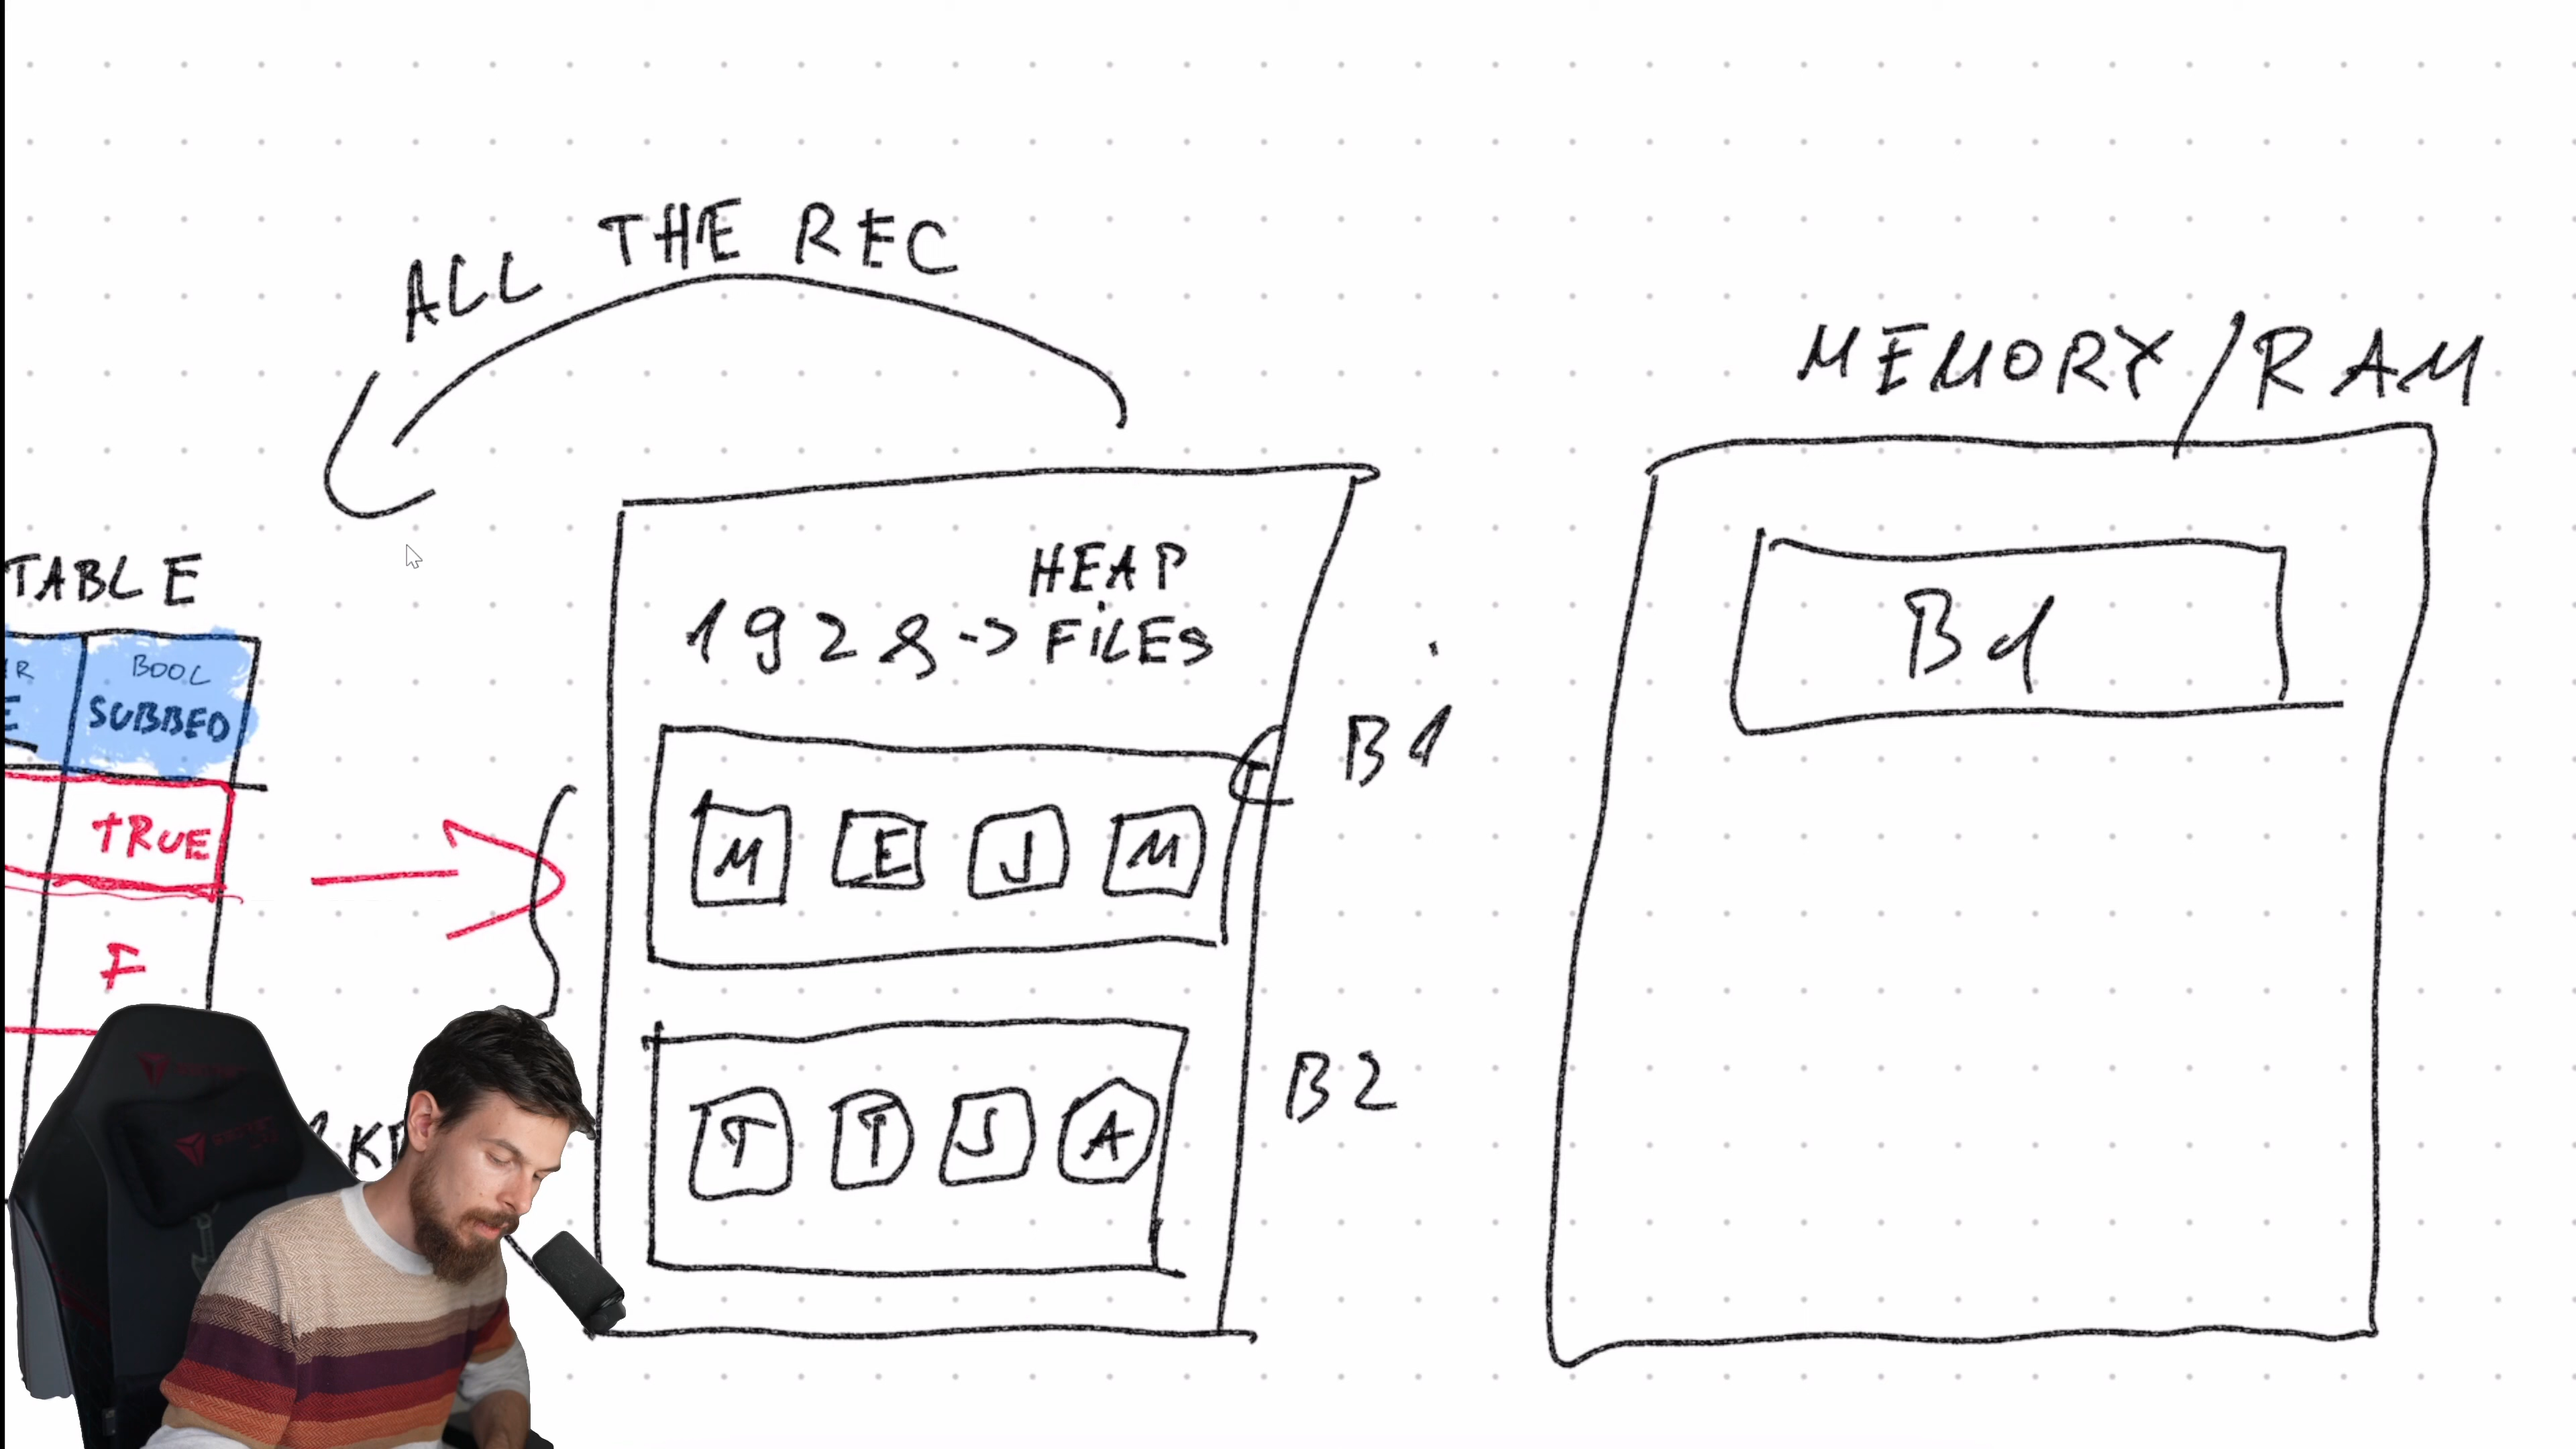 ALL THE REC
MEMORY/RAM
TABLE
HEAP
1928 -> FILES
BOOL
SUBBED
TRUE
F
B1
M E J M
B2
T T J A
B1